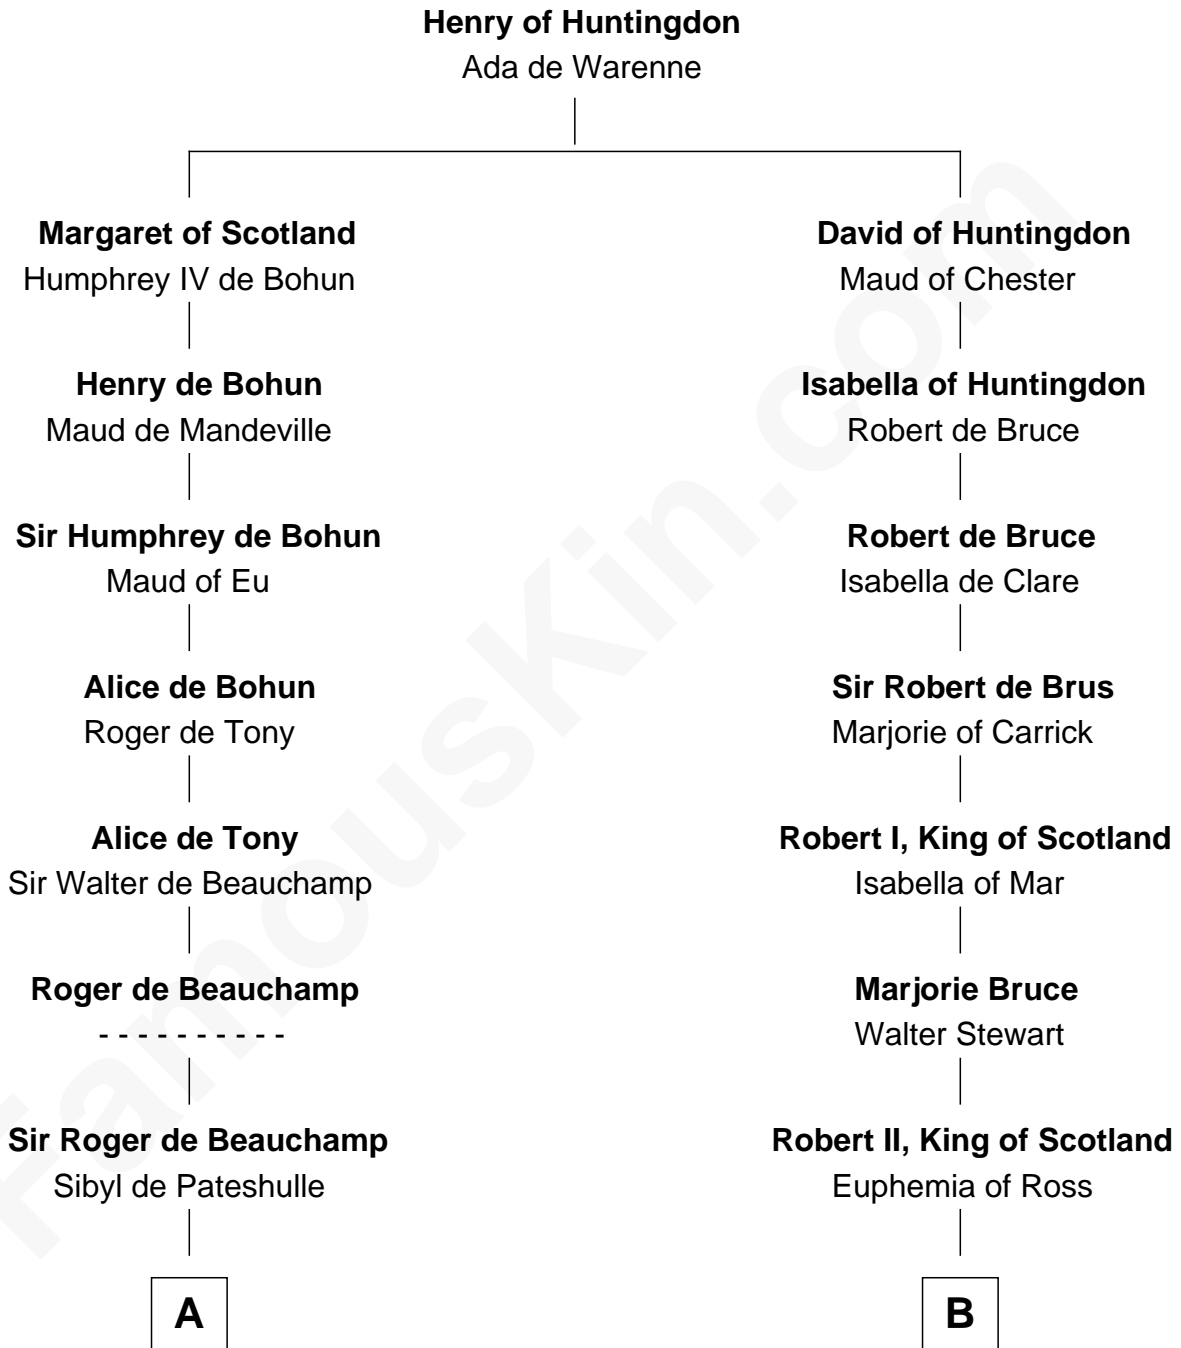 Henry of Huntingdon
Ada de Warenne
Margaret of Scotland
Humphrey IV de Bohun
David of Huntingdon
Maud of Chester
Henry de Bohun
Maud de Mandeville
Isabella of Huntingdon
Robert de Bruce
Sir Humphrey de Bohun
Maud of Eu
Robert de Bruce
Isabella de Clare
Alice de Bohun
Roger de Tony
Sir Robert de Brus
Marjorie of Carrick
Alice de Tony
Sir Walter de Beauchamp
Robert I, King of Scotland
Isabella of Mar
Roger de Beauchamp
- - - - - - - - - -
Marjorie Bruce
Walter Stewart
Sir Roger de Beauchamp
Sibyl de Pateshulle
Robert II, King of Scotland
Euphemia of Ross
A
B
FamousKin.com